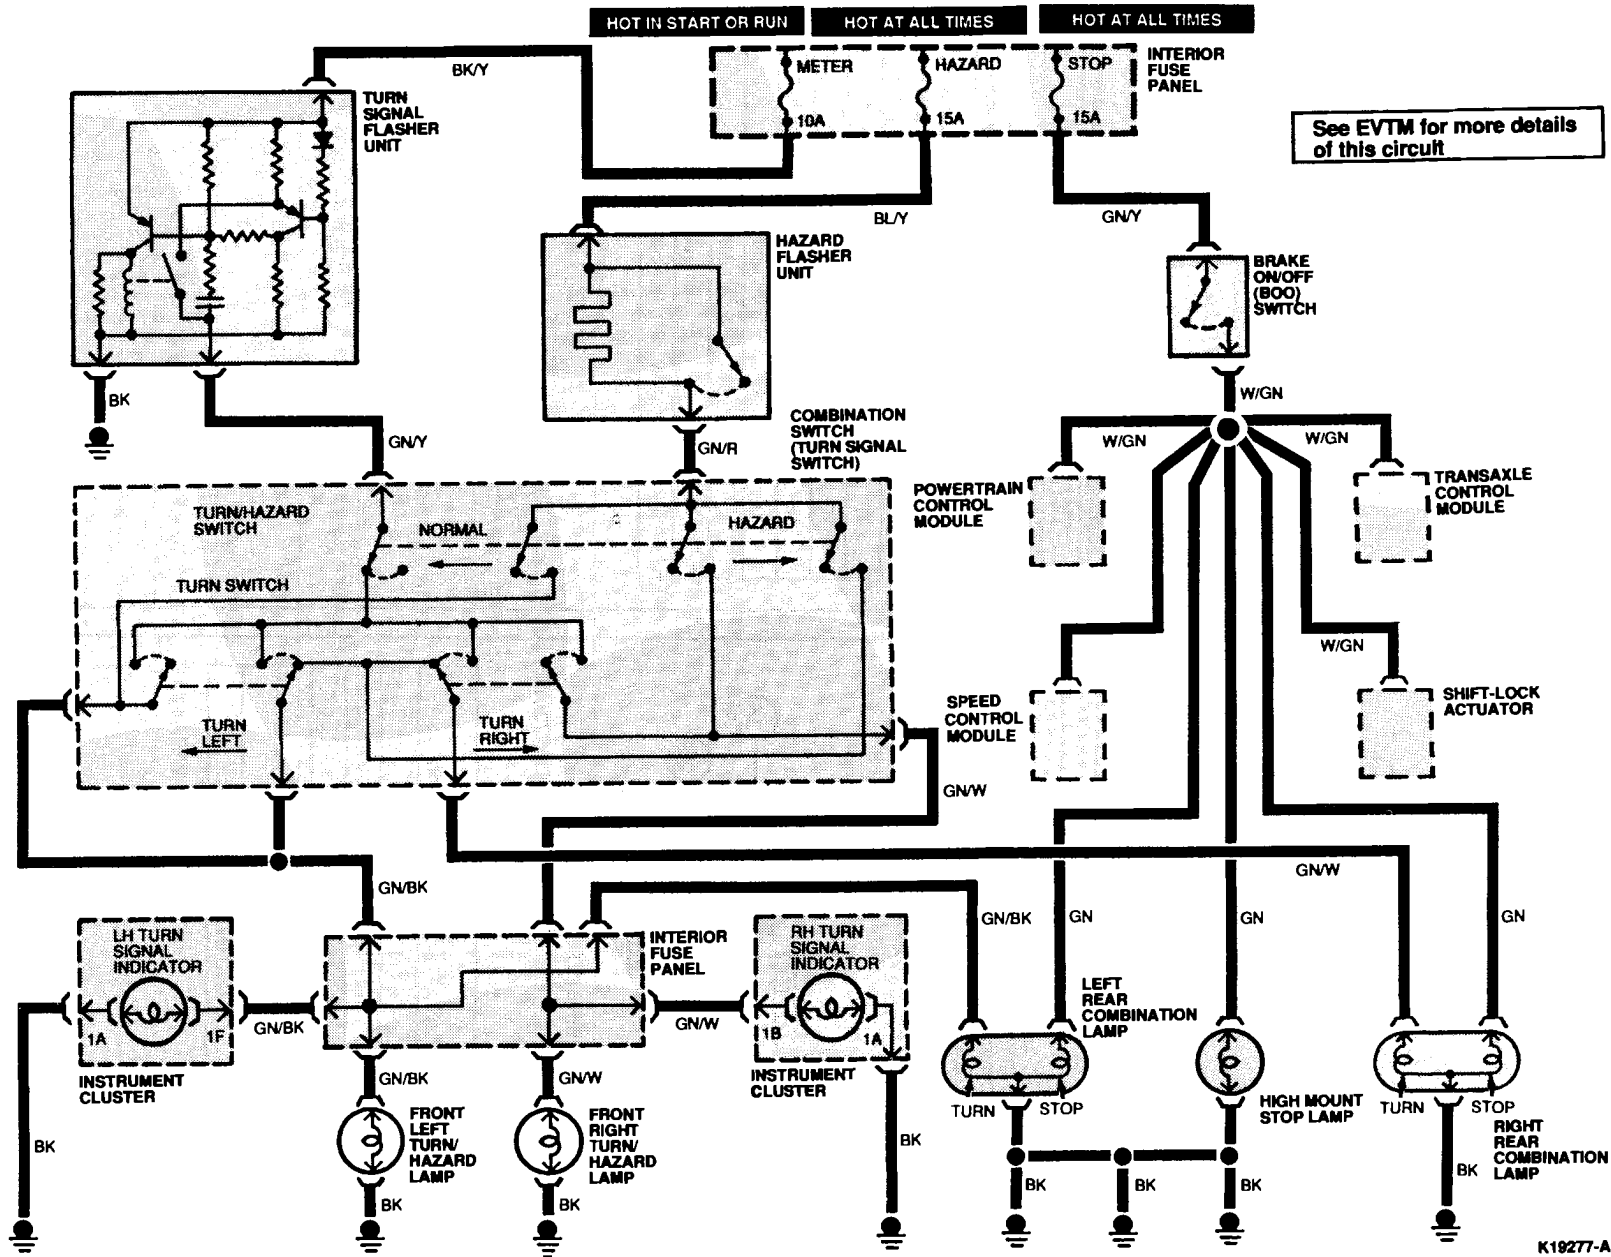 HOT IN START OR RUN
HOT AT ALL TIMES
HOT AT ALL TIMES
BK/Y
METER
10A
HAZARD
15A
STOP
15A
INTERIOR
FUSE
PANEL
See EVTM for more details
of this circuit
TURN
SIGNAL
FLASHER
UNIT
BL/Y
GN/Y
HAZARD
FLASHER
UNIT
BRAKE
ON/OFF
(BOO)
SWITCH
BK
GN/Y
GN/R
COMBINATION
SWITCH
(TURN SIGNAL
SWITCH)
W/GN
W/GN
W/GN
POWERTRAIN
CONTROL
MODULE
TRANSAXLE
CONTROL
MODULE
TURN/HAZARD
SWITCH
NORMAL
HAZARD
TURN SWITCH
TURN
LEFT
TURN
RIGHT
W/GN
SPEED
CONTROL
MODULE
SHIFT-LOCK
ACTUATOR
GN/W
GN/W
GN/BK
GN/BK
GN
GN
GN
LH TURN
SIGNAL
INDICATOR
1A
1F
INSTRUMENT
CLUSTER
GN/BK
INTERIOR
FUSE
PANEL
GN/W
RH TURN
SIGNAL
INDICATOR
1B
1A
INSTRUMENT
CLUSTER
LEFT
REAR
COMBINATION
LAMP
TURN
STOP
HIGH MOUNT
STOP LAMP
TURN
STOP
RIGHT
REAR
COMBINATION
LAMP
GN/BK
GN/W
FRONT
LEFT
TURN/
HAZARD
LAMP
FRONT
RIGHT
TURN/
HAZARD
LAMP
BK
BK
BK
BK
BK
BK
BK
BK
K19277-A